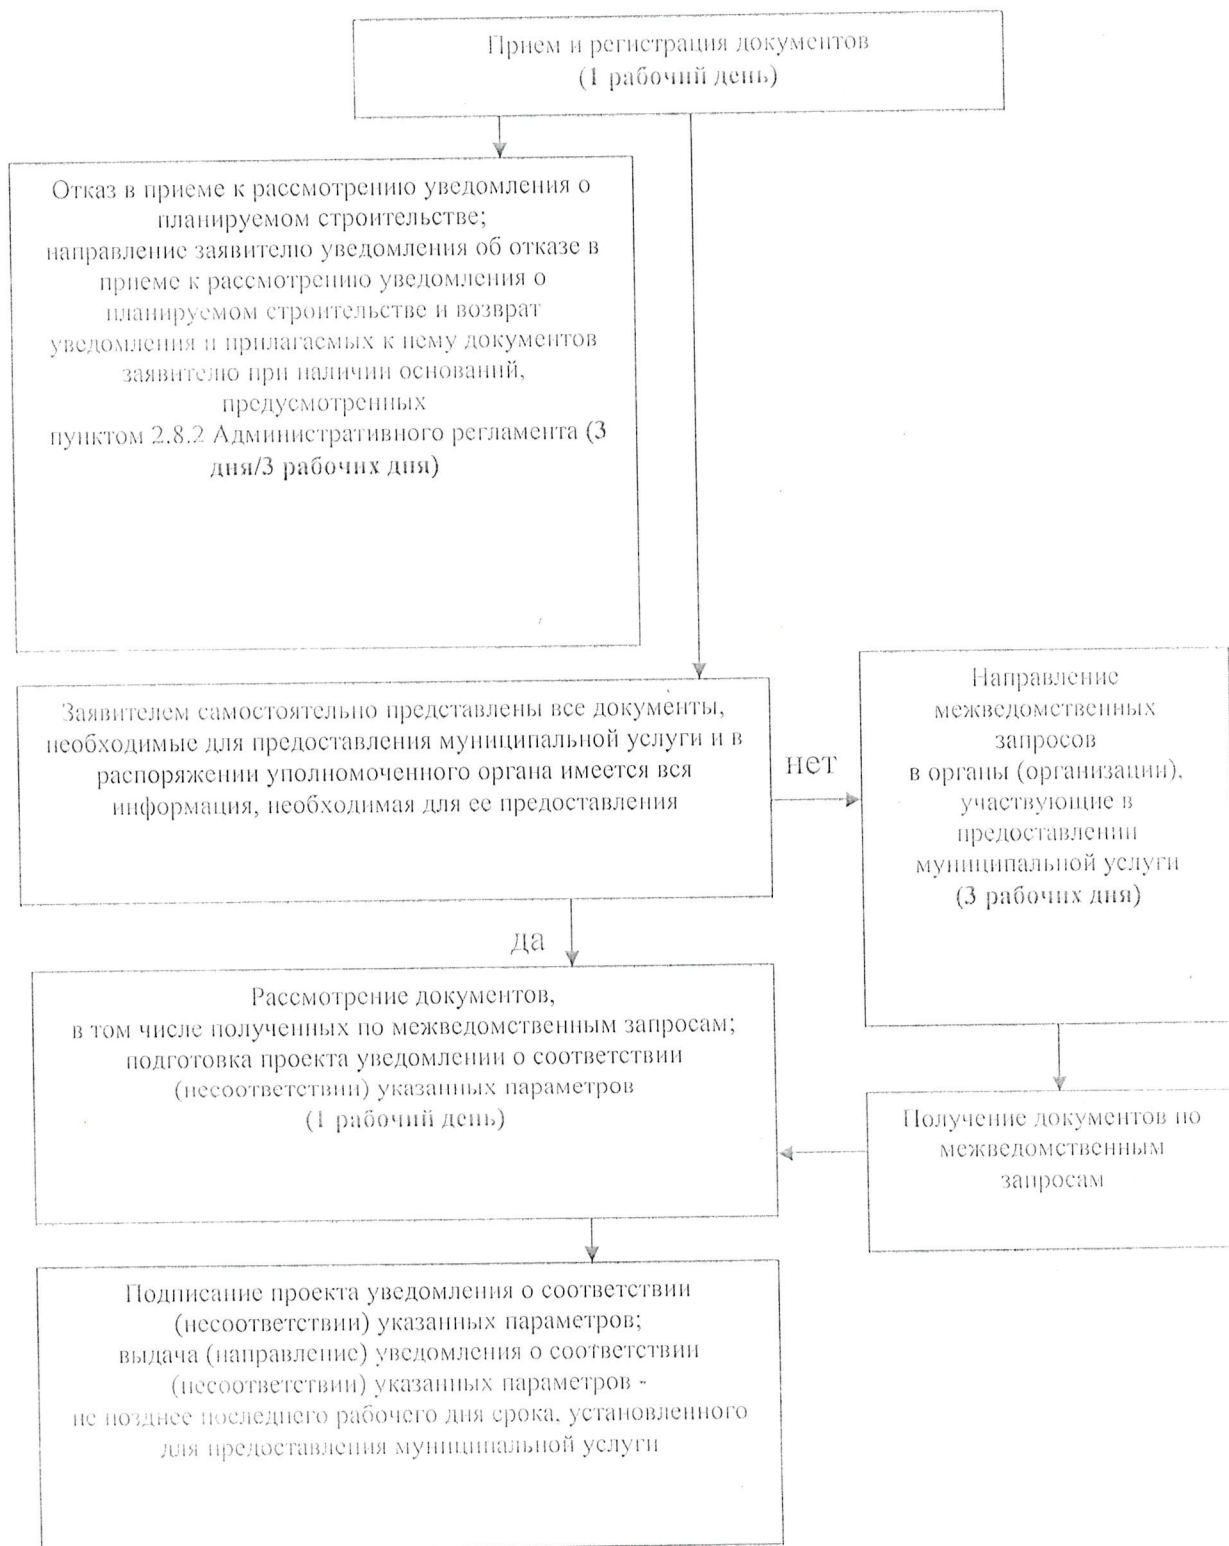 Прием и регистрация документов
(1 рабочий день)
Отказ в приеме к рассмотрению уведомления о
планируемом строительстве;
направление заявителю уведомления об отказе в
приеме к рассмотрению уведомления о
планируемом строительстве и возврат
уведомления и прилагаемых к нему документов
заявителю при наличии оснований,
предусмотренных
пунктом 2.8.2 Административного регламента (3
дня/3 рабочих дня)
Заявителем самостоятельно представлены все документы,
необходимые для предоставления муниципальной услуги и в
распоряжении уполномоченного органа имеется вся
информация, необходимая для ее предоставления
нет
Направление
межведомственных
запросов
в органы (организации),
участвующие в
предоставлении
муниципальной услуги
(3 рабочих дня)
да
Рассмотрение документов,
в том числе полученных по межведомственным запросам;
подготовка проекта уведомлении о соответствии
(несоответствии) указанных параметров
(1 рабочий день)
Получение документов по
межведомственным
запросам
Подписание проекта уведомления о соответствии
(несоответствии) указанных параметров;
выдача (направление) уведомления о соответствии
(несоответствии) указанных параметров -
не позднее последнего рабочего дня срока, установленного
для предоставления муниципальной услуги